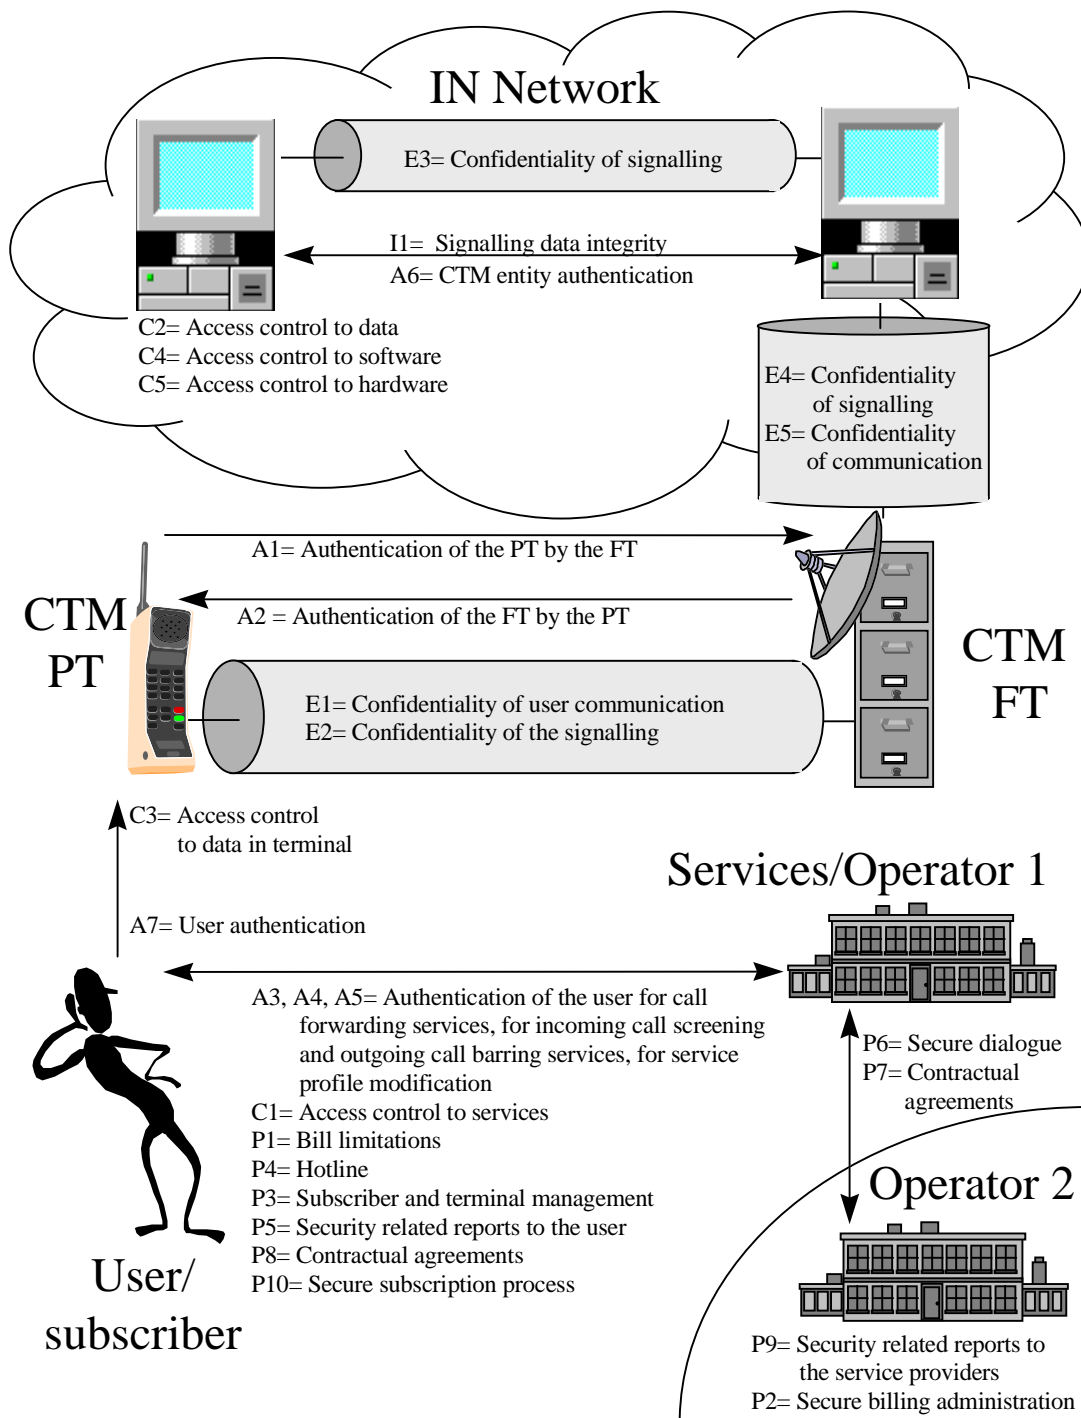 IN Network
E3= Confidentiality of signalling
I1=  Signalling data integrity
A6= CTM entity authentication
C2= Access control to data
C4= Access control to software
C5= Access control to hardware
E4= Confidentiality
of signalling
E5= Confidentiality
of communication
A1= Authentication of the PT by the FT
A2 = Authentication of the FT by the PT
CTM
PT
CTM
FT
E1= Confidentiality of user communication
E2= Confidentiality of the signalling
C3= Access control
to data in terminal
A7= User authentication
Services/Operator 1
A3, A4, A5= Authentication of the user for call
forwarding services, for incoming call screening
and outgoing call barring services, for service
profile modification
C1= Access control to services
P1= Bill limitations
P4= Hotline
P3= Subscriber and terminal management
P5= Security related reports to the user
P8= Contractual agreements
P10= Secure subscription process
P6= Secure dialogue
P7= Contractual
agreements
Operator 2
User/
subscriber
P9= Security related reports to
the service providers
P2= Secure billing administration